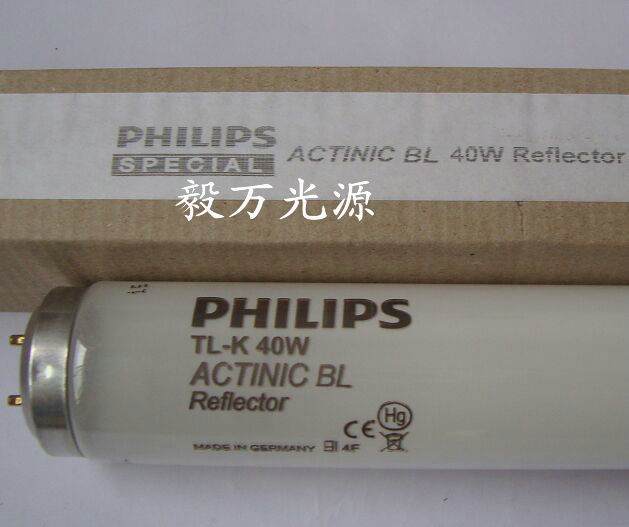 PHILIPS
SPECIAL
ACTINIC BL 40W Reflector
毅万光源
PHILIPS
TL-K 40W
ACTINIC BL
Reflector
CE Hg
MADE IN GERMANY 4F